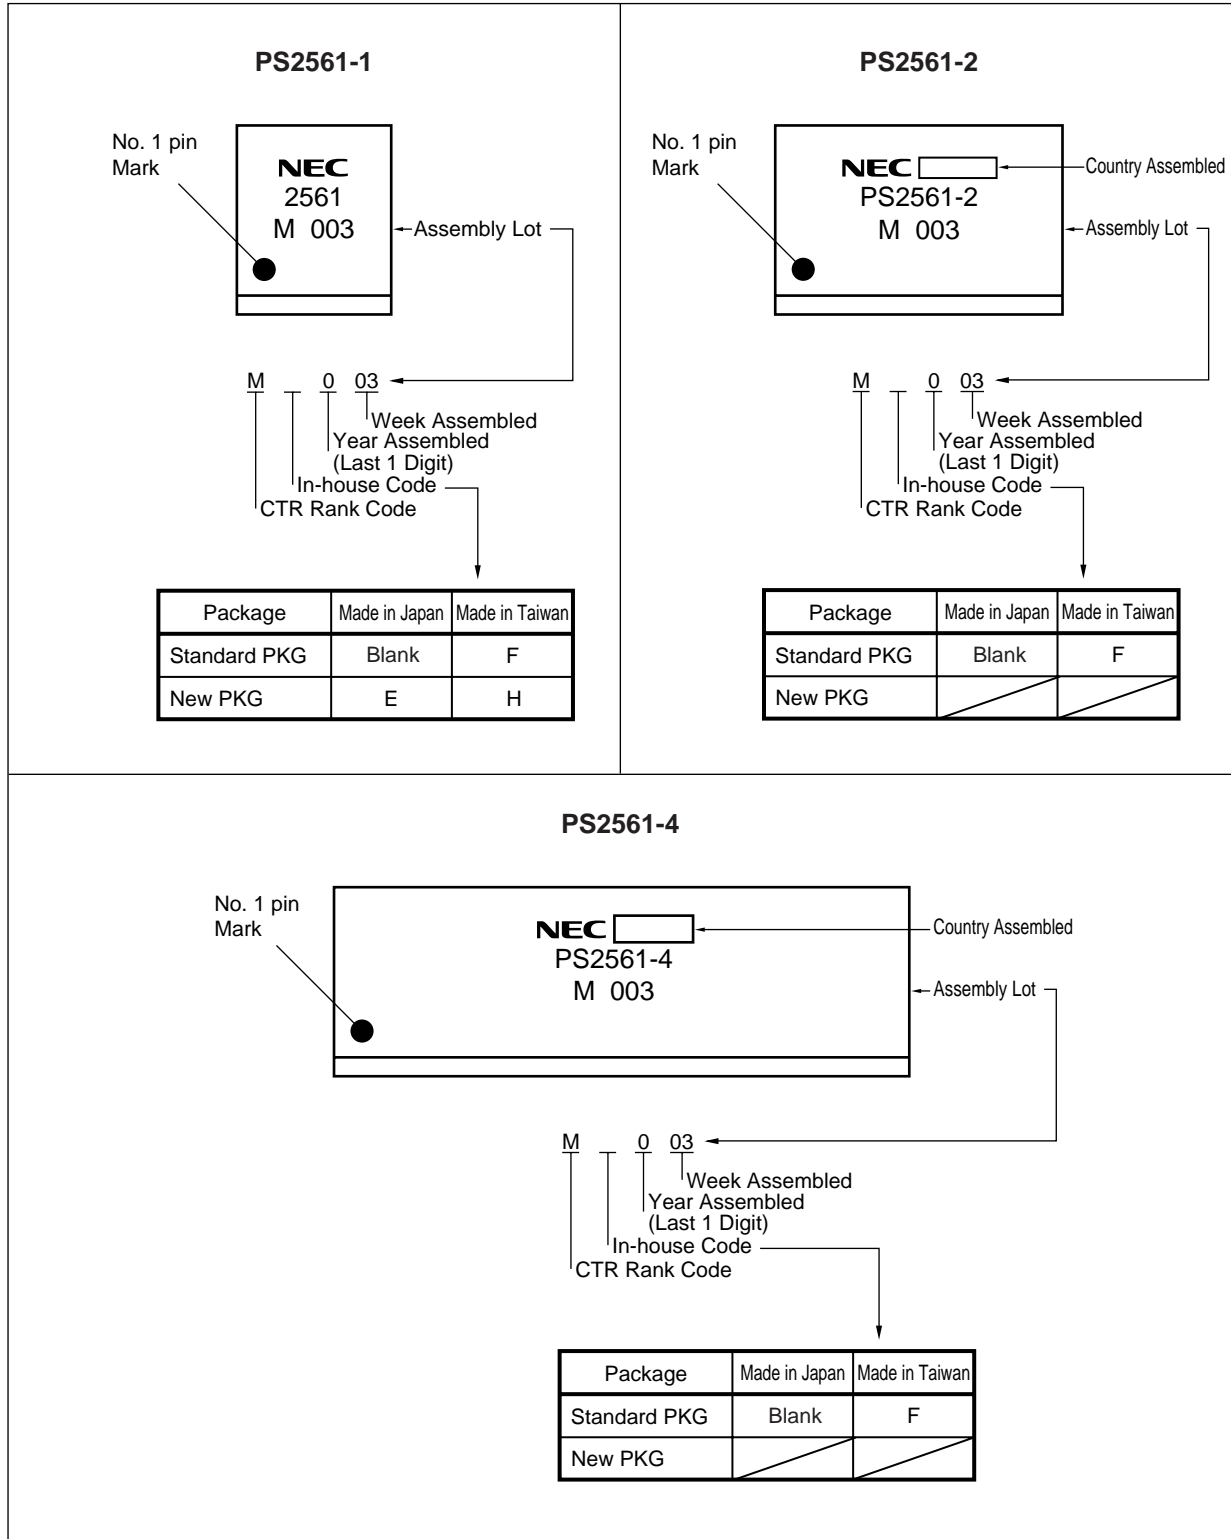 PS2561-1
No. 1 pin
Mark
NEC
2561
M 003
Assembly Lot
M 0 03
Week Assembled
Year Assembled
(Last 1 Digit)
In-house Code
CTR Rank Code
Package Made in Japan Made in Taiwan
Standard PKG Blank F
New PKG E H
PS2561-2
No. 1 pin
Mark
NEC
Country Assembled
PS2561-2
M 003
Assembly Lot
M 0 03
Week Assembled
Year Assembled
(Last 1 Digit)
In-house Code
CTR Rank Code
Package Made in Japan Made in Taiwan
Standard PKG Blank F
New PKG
PS2561-4
No. 1 pin
Mark
NEC
Country Assembled
PS2561-4
M 003
Assembly Lot
M 0 03
Week Assembled
Year Assembled
(Last 1 Digit)
In-house Code
CTR Rank Code
Package Made in Japan Made in Taiwan
Standard PKG Blank F
New PKG